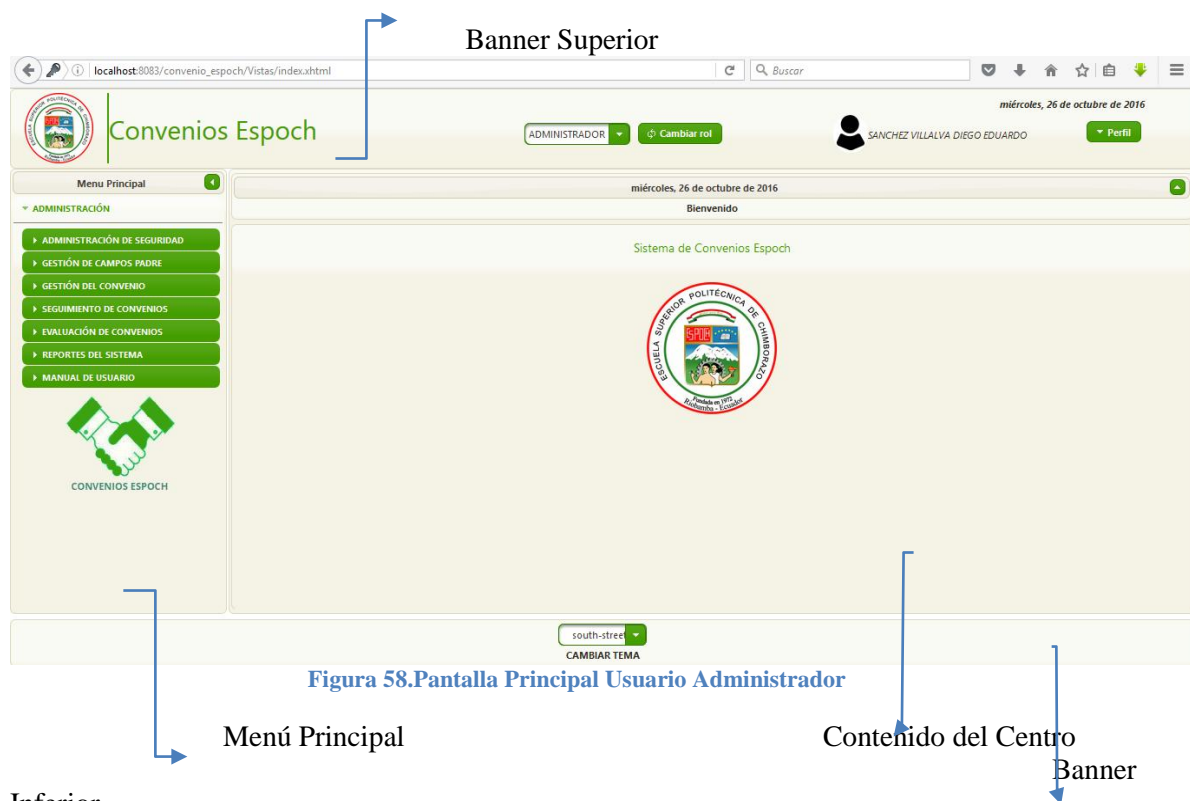 Banner Superior
localhost:8083/convenio_espoch/Vistas/index.xhtml
Buscar
miércoles, 26 de octubre de 2016
Convenios Espoch
ADMINISTRADOR
Cambiar rol
SANCHEZ VILLALVA DIEGO EDUARDO
Perfil
Menu Principal
miércoles, 26 de octubre de 2016
ADMINISTRACIÓN
Bienvenido
ADMINISTRACIÓN DE SEGURIDAD
GESTIÓN DE CAMPOS PADRE
GESTIÓN DEL CONVENIO
SEGUIMIENTO DE CONVENIOS
EVALUACIÓN DE CONVENIOS
REPORTES DEL SISTEMA
MANUAL DE USUARIO
CONVENIOS ESPOCH
Sistema de Convenios Espoch
ESCUELA SUPERIOR POLITÉCNICA DE CHIMBORAZO
ESPOCH
Fundada en 1972
Riobamba - Ecuador
south-street
CAMBIAR TEMA
Figura 58.Pantalla Principal Usuario Administrador
Menú Principal
Contenido del Centro
Banner
Inferior